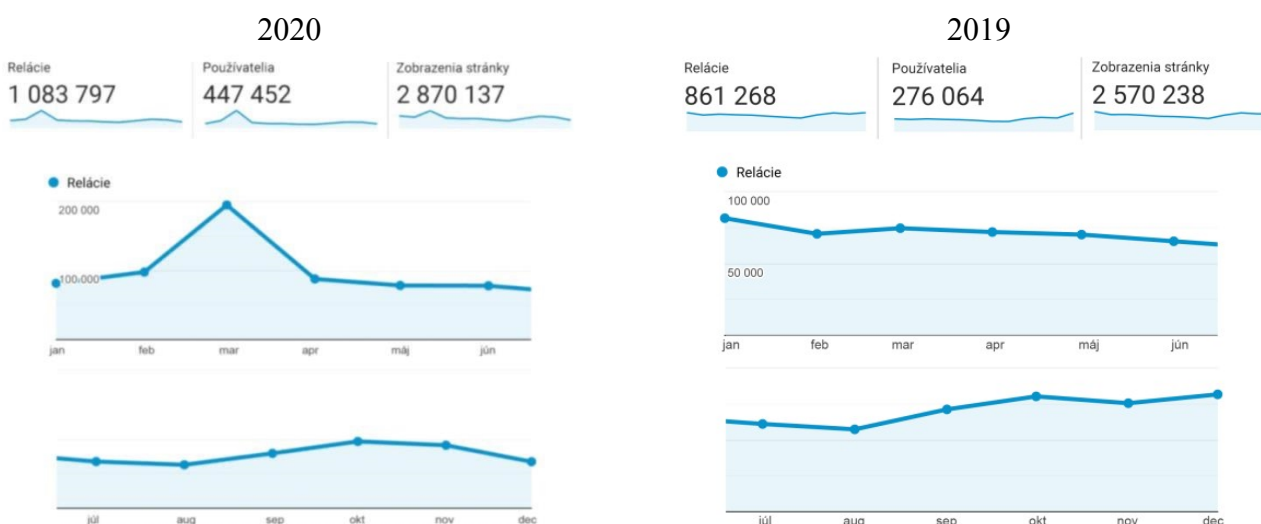 2020
Relácie
1 083 797
Používatelia
447 452
Zobrazenia stránky
2 870 137
Relácie
200 000
100 000
jan feb mar apr máj jún
júl aug sep okt nov dec
2019
Relácie
861 268
Používatelia
276 064
Zobrazenia stránky
2 570 238
Relácie
100 000
50 000
jan feb mar apr máj jún
júl aug sep okt nov dec